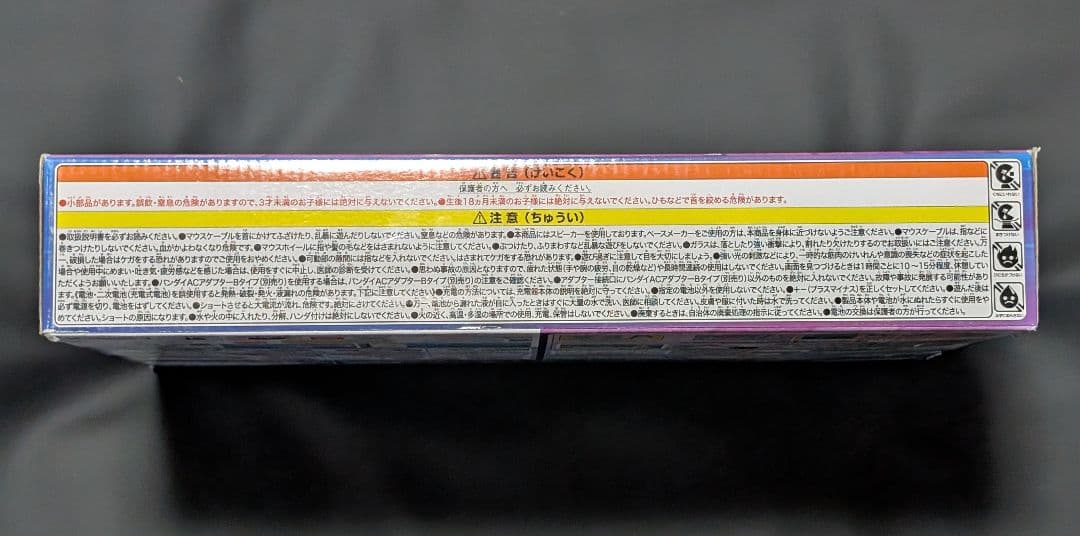 ⚠警告（けいこく）
保護者の方へ 必ずお読みください。
●小部品があります。誤飲・窒息の危険がありますので、3才未満のお子様には絶対に与えないでください。●生後18ヵ月未満のお子様には絶対に与えないでください。ひもなどで首を絞める危険があります。
⚠注意（ちゅうい）
●取扱説明書を必ずお読みください。●マウスケーブルを首にかけてふざけたり、乱暴に遊んだりしないでください。窒息などの危険があります。●本商品にはスピーカーを使用しております。ペースメーカーをご使用の方は、本商品を身体に近づけないようご注意ください。●マウスケーブルは、指などに
巻きつけたりしないでください。血がかよわなくなり危険です。●マウスホイールに指や髪の毛などをはさまれないように注意してください。●ぶつけたり、ふりまわすなど乱暴な遊びをしないでください。●ガラスは、落としたり強い衝撃により、割れたり欠けたりするのでお取扱いにはご注意ください。万
一、破損した場合はケガをする恐れがありますのでご使用をおやめください。●可動部の隙間には指などを入れないでください。はさまれてケガをする恐れがあります。●遊び過ぎに注意して目を大切にしましょう。●強い光の刺激などにより、一時的な筋肉のけいれんや意識の喪失などの症状を起こした
場合や使用中にめまい・吐き気・疲労感などを感じた場合は、使用をすぐに中止し、医師の診断を受けてください。●思わぬ事故の原因となりますので、疲れた状態（手や腕の疲労、目の乾燥など）や長時間連続の使用はしないでください。画面を見つづけるときは1時間ごとに10～15分程度、休憩してい
ただくようお願いいたします。●バンダイACアダプターBタイプ（別売り）を使用する場合は、バンダイACアダプターBタイプ（別売り）の注意をご確認ください。●アダプター接続口にバンダイACアダプターBタイプ（別売り）以外のものを絶対に入れないでください。故障や事故に発展する可能性があり
《電池・二次電池（充電式電池）を誤使用すると発熱・破裂・発火・液漏れの危険があります。下記に注意してください》●充電の方法については、充電器本体の説明を絶対に守ってください。●指定の電池以外を使用しないでください。●＋－（プラスマイナス）を正しくセットしてください。●遊んだ後は
必ず電源を切り、電池をはずしてください。●ショートさせると大電流が流れ、危険です。絶対にさけてください。●万一、電池から漏れた液が目に入ったときはすぐに大量の水で洗い、医師に相談してください。皮膚や服に付いた時は水で洗ってください。●製品本体や電池が水にぬれたらすぐに使用をや
めてください。ショートの原因になります。●水や火の中に入れたり、分解、ハンダ付けは絶対にしないでください。●火の近く、高温・多湿の場所での使用、充電、保管はしないでください。●廃棄するときは、自治体の廃棄処理の指示に従ってください。●電池の交換は保護者の方が行ってください。